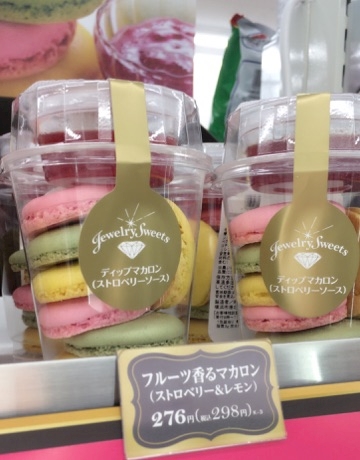 Jewelry Sweets
ディップマカロン
(ストロベリーソース)
Jewelry Sweets
ディップマカロン
(ストロベリーソース)
フルーツ香るマカロン
(ストロベリー&レモン)
276円(税込298円)